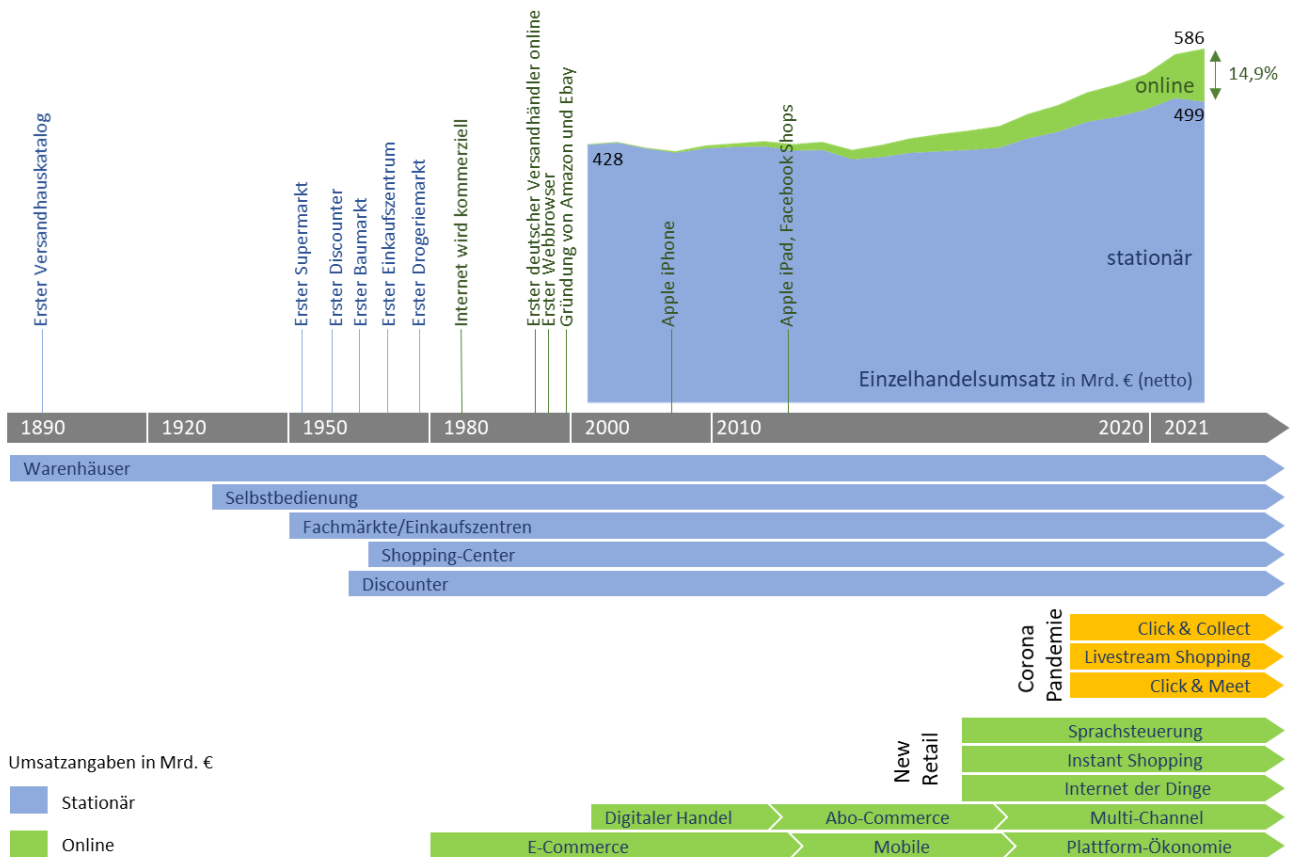 586
14,9%
online
499
428
stationär
Einzelhandelsumsatz in Mrd. € (netto)
Erster Versandhauskatalog
Erster Supermarkt
Erster Discounter
Erster Baumarkt
Erster Einkaufszentrum
Erster Drogeriemarkt
Internet wird kommerziell
Erster deutscher Versandhändler online
Erster Webbrowser
Gründung von Amazon und Ebay
Apple iPhone
Apple iPad, Facebook Shops
1890
1920
1950
1980
2000
2010
2020
2021
Warenhäuser
Selbstbedienung
Fachmärkte/Einkaufszentren
Shopping-Center
Discounter
Corona
Pandemie
Click & Collect
Livestream Shopping
Click & Meet
New
Retail
Sprachsteuerung
Instant Shopping
Internet der Dinge
Digitaler Handel
Abo-Commerce
Multi-Channel
E-Commerce
Mobile
Plattform-Ökonomie
Umsatzangaben in Mrd. €
Stationär
Online